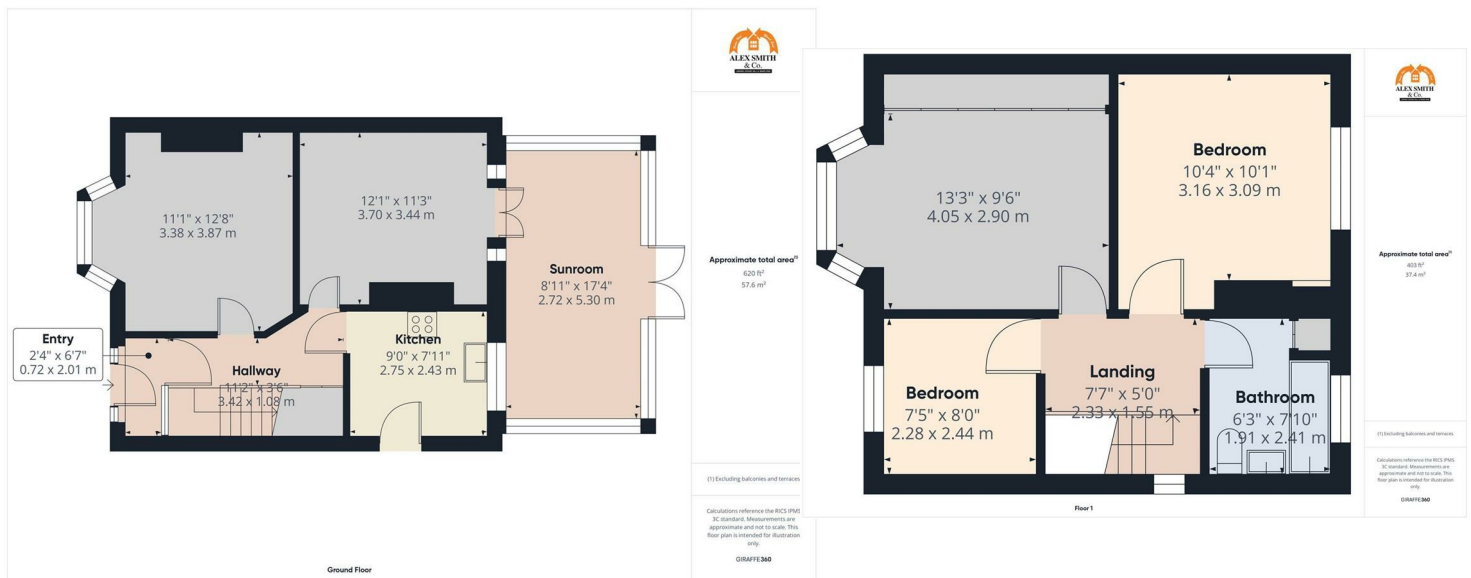 ALEX SMITH
& Co.
11'1" x 12'8"
3.38 x 3.87 m
12'1" x 11'3"
3.70 x 3.44 m
Sunroom
8'11" x 17'4"
2.72 x 5.30 m
Entry
2'4" x 6'7"
0.72 x 2.01 m
Hallway
11'2" x 3'6"
3.42 x 1.08 m
Kitchen
9'0" x 7'11"
2.75 x 2.43 m
Approximate total area(1)
620 ft²
57.6 m²
(1) Excluding balconies and terraces
Calculations reference the RICS IPMS
3C standard. Measurements are
approximate and not to scale. This
floor plan is intended for illustration
only.
GIRAFFE360
Ground Floor
ALEX SMITH
& Co.
13'3" x 9'6"
4.05 x 2.90 m
Bedroom
10'4" x 10'1"
3.16 x 3.09 m
Bedroom
7'5" x 8'0"
2.28 x 2.44 m
Landing
7'7" x 5'0"
2.33 x 1.55 m
Bathroom
6'3" x 7'10"
1.91 x 2.41 m
Approximate total area(1)
403 ft²
37.4 m²
(1) Excluding balconies and terraces
Calculations reference the RICS IPMS
3C standard. Measurements are
approximate and not to scale. This
floor plan is intended for illustration
only.
GIRAFFE360
Floor 1